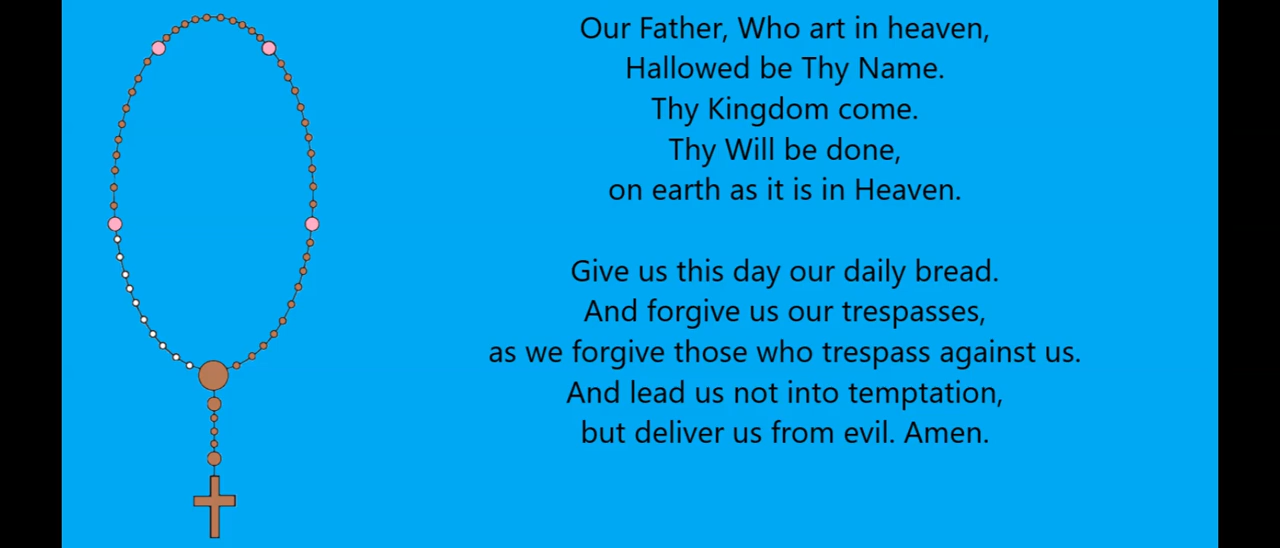 Our Father, Who art in heaven,
Hallowed be Thy Name.
Thy Kingdom come.
Thy Will be done,
on earth as it is in Heaven.
Give us this day our daily bread.
And forgive us our trespasses,
as we forgive those who trespass against us.
And lead us not into temptation,
but deliver us from evil. Amen.